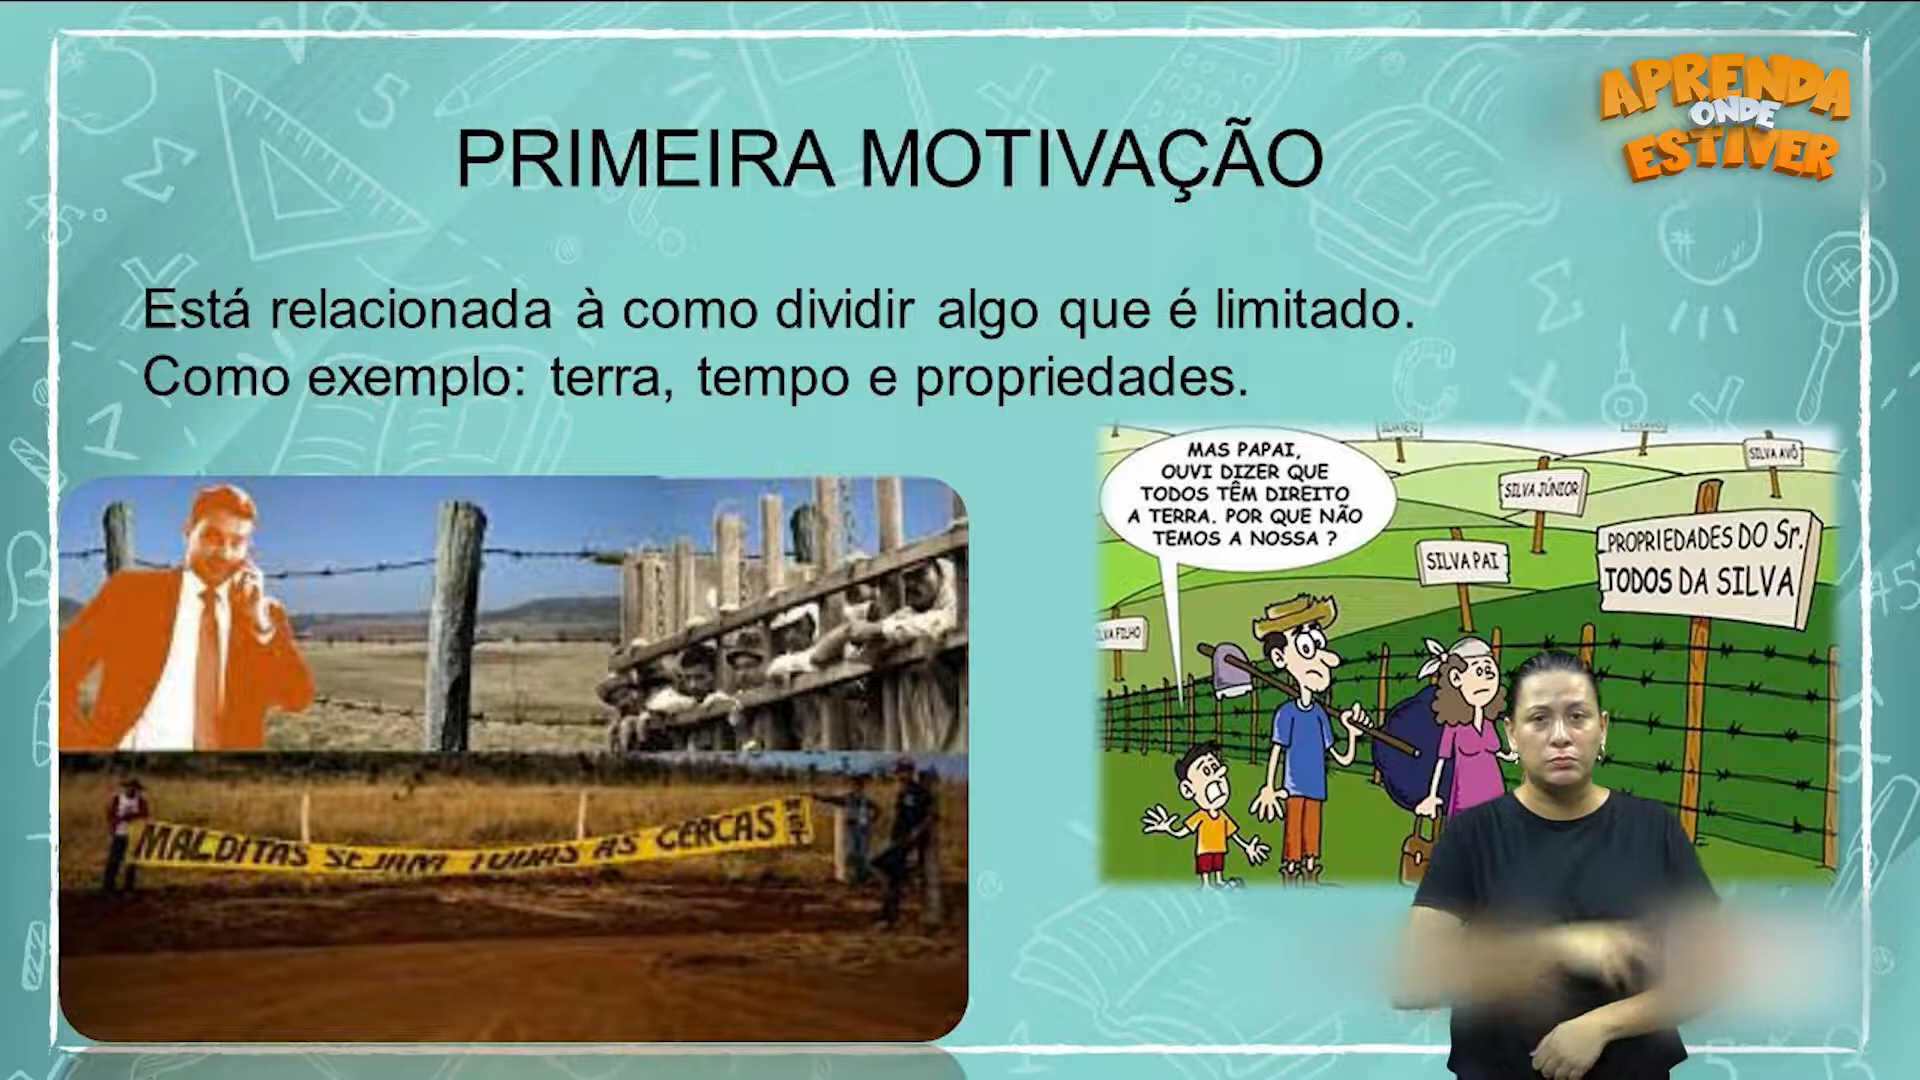 APRENDA
ONDE
ESTIVER
PRIMEIRA MOTIVAÇÃO
Está relacionada à como dividir algo que é limitado.
Como exemplo: terra, tempo e propriedades.
MAS PAPAI,
OUVI DIZER QUE
TODOS TÊM DIREITO
A TERRA. POR QUE NÃO
TEMOS A NOSSA ?
SILVA AVÔ
SILVA JÚNIOR
SILVA PAI
PROPRIEDADES DO Sr.
TODOS DA SILVA
FILHO
MALDITAS SEJAM TODAS AS CERCAS
MST